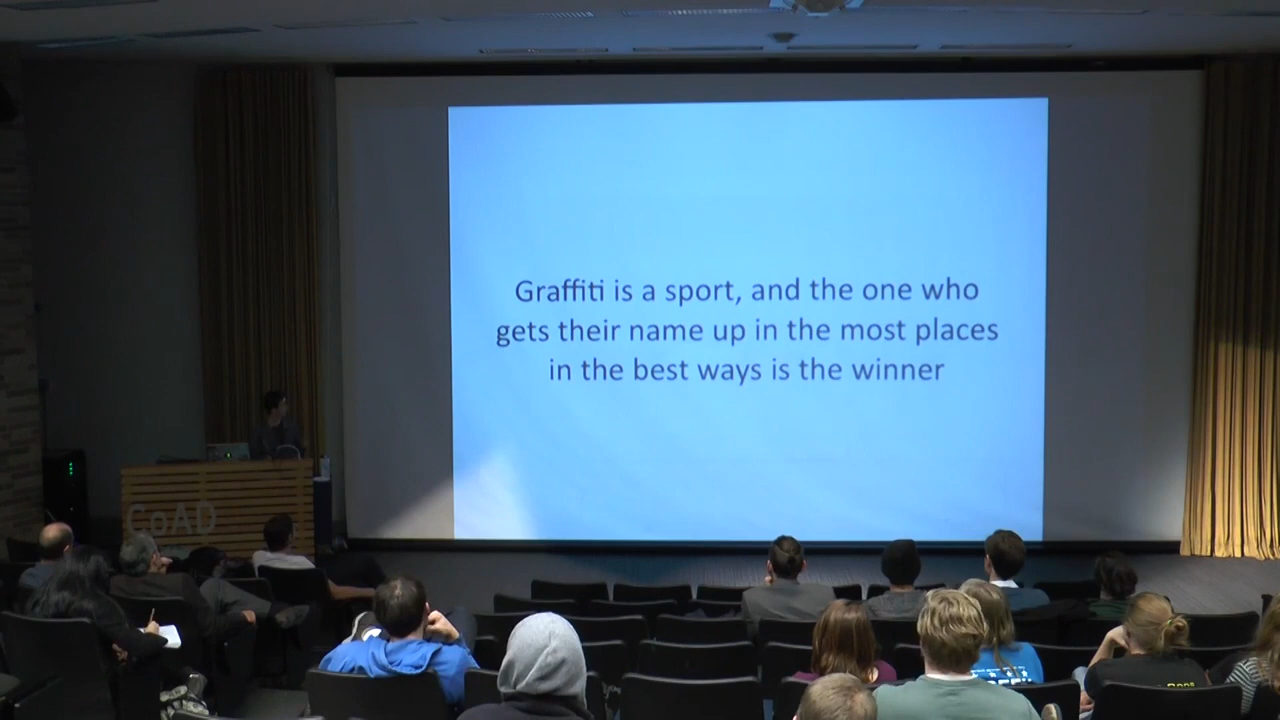 Graffiti is a sport, and the one who
gets their name up in the most places
in the best ways is the winner
CoAD